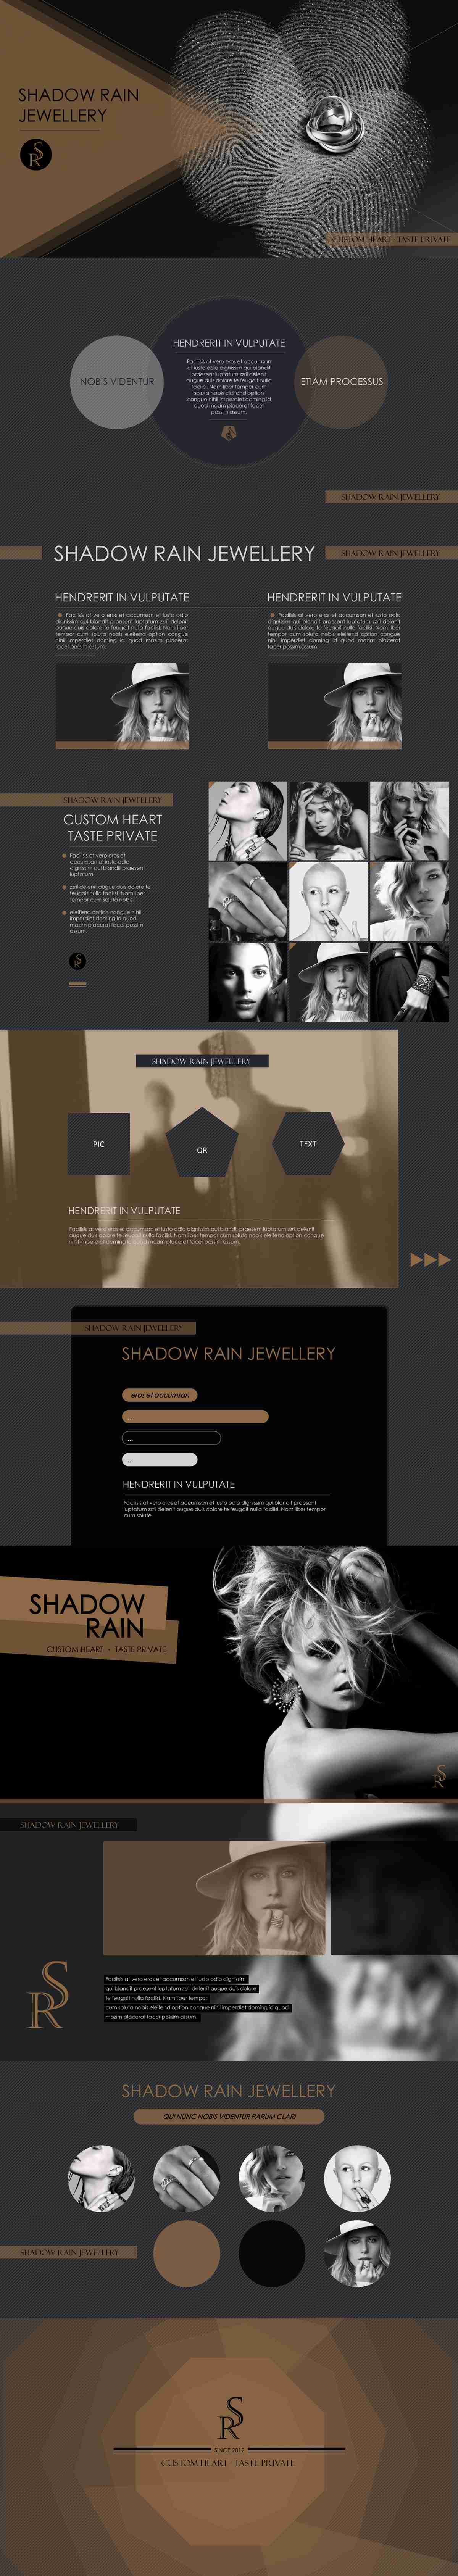 SHADOW RAIN
JEWELLERY
SR
CUSTOM HEART · TASTE PRIVATE
HENDRERIT IN VULPUTATE
NOBIS VIDENTUR
Facilisis at vero eros et accumsan
et iusto odio dignissim qui blandit
praesent luptatum zzril delenit
augue duis dolore te feugait nulla
facilisi. Nam liber tempor cum
soluta nobis eleifend option
congue nihil imperdiet doming id
quod mazim placerat facer
possim assum.
ETIAM PROCESSUS
SHADOW RAIN JEWELLERY
SHADOW RAIN JEWELLERY
SHADOW RAIN JEWELLERY
HENDRERIT IN VULPUTATE
Facilisis at vero eros et accumsan et iusto odio
dignissim qui blandit praesent luptatum zzril delenit
augue duis dolore te feugait nulla facilisi. Nam liber
tempor cum soluta nobis eleifend option congue
nihil imperdiet doming id quod mazim placerat
facer possim assum.
HENDRERIT IN VULPUTATE
Facilisis at vero eros et accumsan et iusto odio
dignissim qui blandit praesent luptatum zzril delenit
augue duis dolore te feugait nulla facilisi. Nam liber
tempor cum soluta nobis eleifend option congue
nihil imperdiet doming id quod mazim placerat
facer possim assum.
SHADOW RAIN JEWELLERY
CUSTOM HEART
TASTE PRIVATE
Facilisis at vero eros et
accumsan et iusto odio
dignissim qui blandit praesent
luptatum
zzril delenit augue duis dolore te
feugait nulla facilisi. Nam liber
tempor cum soluta nobis
eleifend option congue nihil
imperdiet doming id quod
mazim placerat facer possim
assum.
SR
SHADOW RAIN JEWELLERY
PIC
OR
TEXT
HENDRERIT IN VULPUTATE
Facilisis at vero eros et accumsan et iusto odio dignissim qui blandit praesent luptatum zzril delenit
augue duis dolore te feugait nulla facilisi. Nam liber tempor cum soluta nobis eleifend option congue
nihil imperdiet doming id quod mazim placerat facer possim assum.
SHADOW RAIN JEWELLERY
SHADOW RAIN JEWELLERY
eros et accumsan
...
...
...
HENDRERIT IN VULPUTATE
Facilisis at vero eros et accumsan et iusto odio dignissim qui blandit praesent
luptatum zzril delenit augue duis dolore te feugait nulla facilisi. Nam liber tempor
cum soluta.
SHADOW
RAIN
CUSTOM HEART · TASTE PRIVATE
SR
SHADOW RAIN JEWELLERY
SR
Facilisis at vero eros et accumsan et iusto odio dignissim
qui blandit praesent luptatum zzril delenit augue duis dolore
te feugait nulla facilisi. Nam liber tempor
cum soluta nobis eleifend option congue nihil imperdiet doming id quod
mazim placerat facer possim assum.
SHADOW RAIN JEWELLERY
QUI NUNC NOBIS VIDENTUR PARUM CLARI
SHADOW RAIN JEWELLERY
SR
SINCE 2012
CUSTOM HEART · TASTE PRIVATE